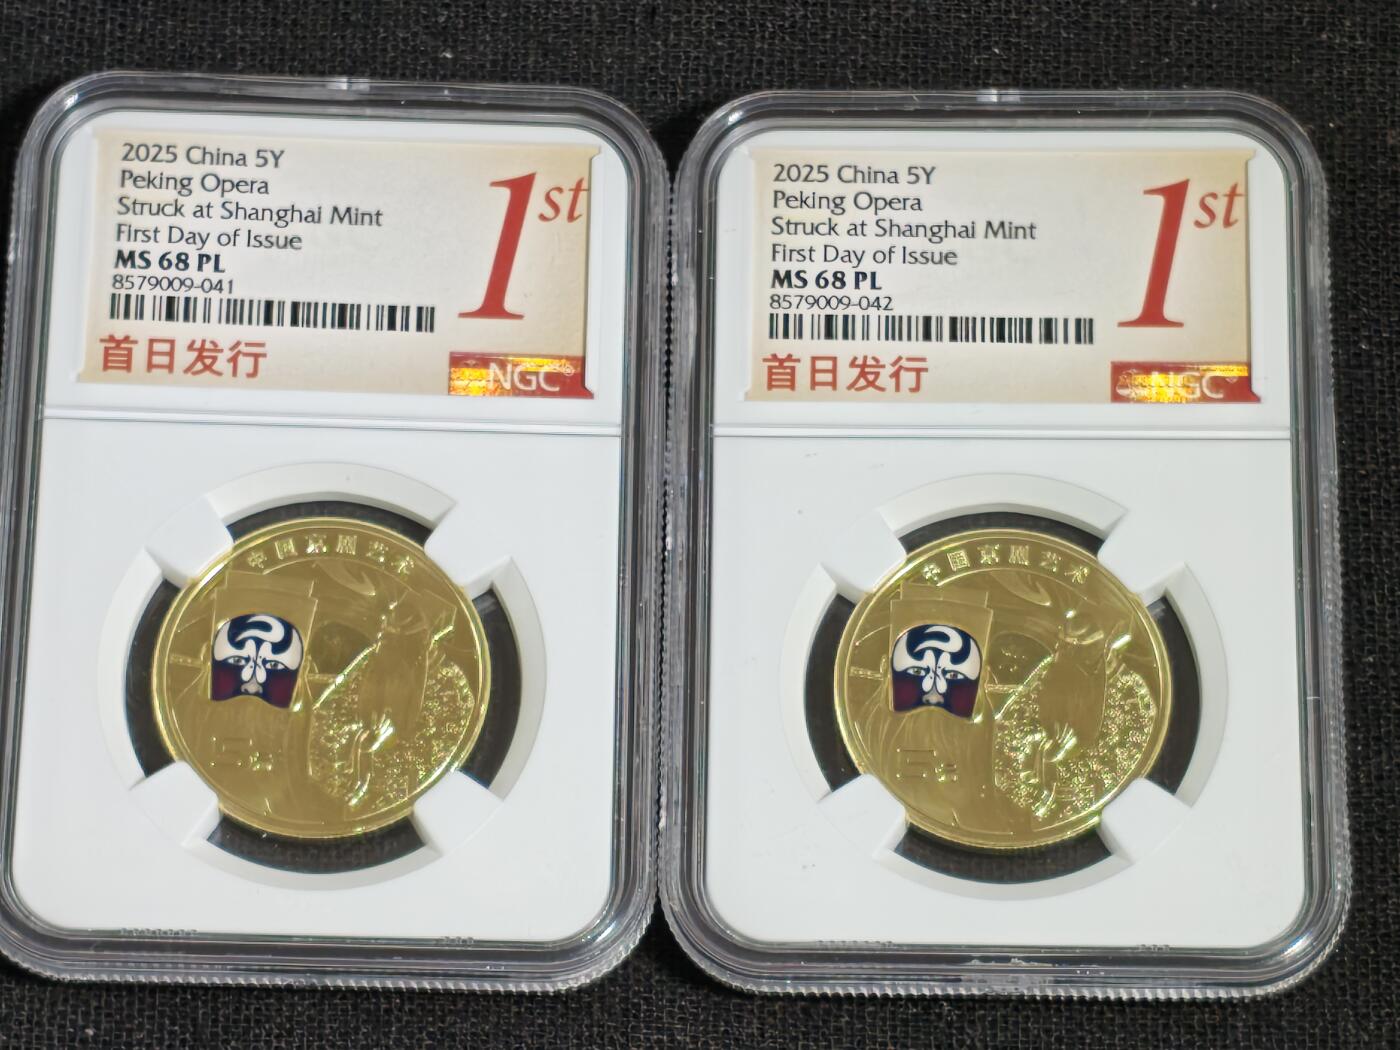 2025 China 5Y
Peking Opera
Struck at Shanghai Mint
First Day of Issue
MS 68 PL
8579009-041
首日发行
1st
NGC
中国京剧艺术
5
2025 China 5Y
Peking Opera
Struck at Shanghai Mint
First Day of Issue
MS 68 PL
8579009-042
首日发行
1st
NGC
中国京剧艺术
5